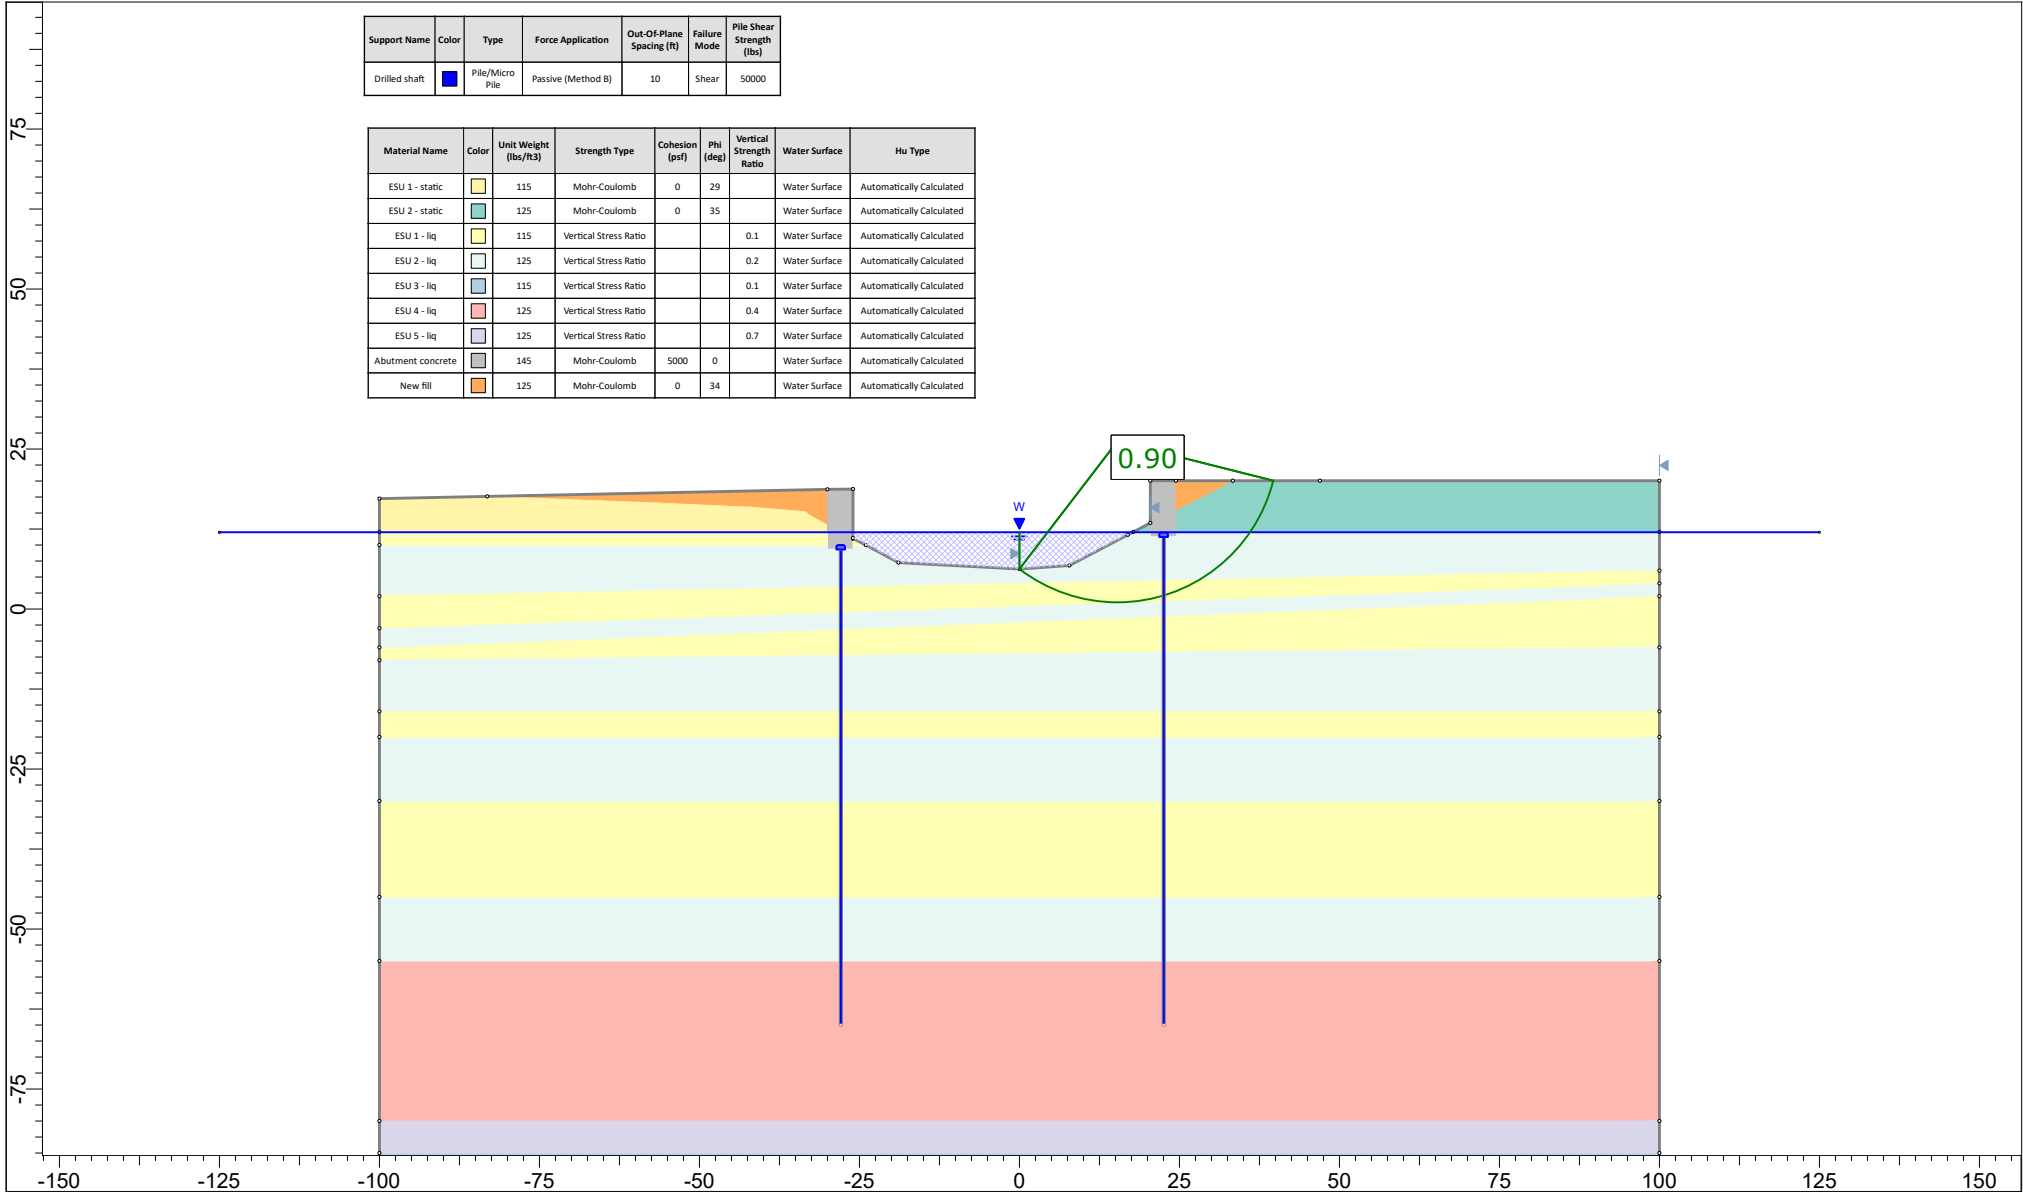 Support Name Color Type Force Application Out-Of-Plane Spacing (ft) Failure Mode Pile Shear Strength (lbs)
Drilled shaft Pile/Micro Pile Passive (Method B) 10 Shear 50000
Material Name Color Unit Weight (lbs/ft3) Strength Type Cohesion (psf) Phi (deg) Vertical Strength Ratio Water Surface Hu Type
ESU 1 - static 115 Mohr-Coulomb 0 29 Water Surface Automatically Calculated
ESU 2 - static 125 Mohr-Coulomb 0 35 Water Surface Automatically Calculated
ESU 1 - liq 115 Vertical Stress Ratio 0.1 Water Surface Automatically Calculated
ESU 2 - liq 125 Vertical Stress Ratio 0.2 Water Surface Automatically Calculated
ESU 3 - liq 115 Vertical Stress Ratio 0.1 Water Surface Automatically Calculated
ESU 4 - liq 125 Vertical Stress Ratio 0.4 Water Surface Automatically Calculated
ESU 5 - liq 125 Vertical Stress Ratio 0.7 Water Surface Automatically Calculated
Abutment concrete 145 Mohr-Coulomb 5000 0 Water Surface Automatically Calculated
New fill 125 Mohr-Coulomb 0 34 Water Surface Automatically Calculated
0.90
W
75
50
25
0
-25
-50
-75
-150 -125 -100 -75 -50 -25 0 25 50 75 100 125 150